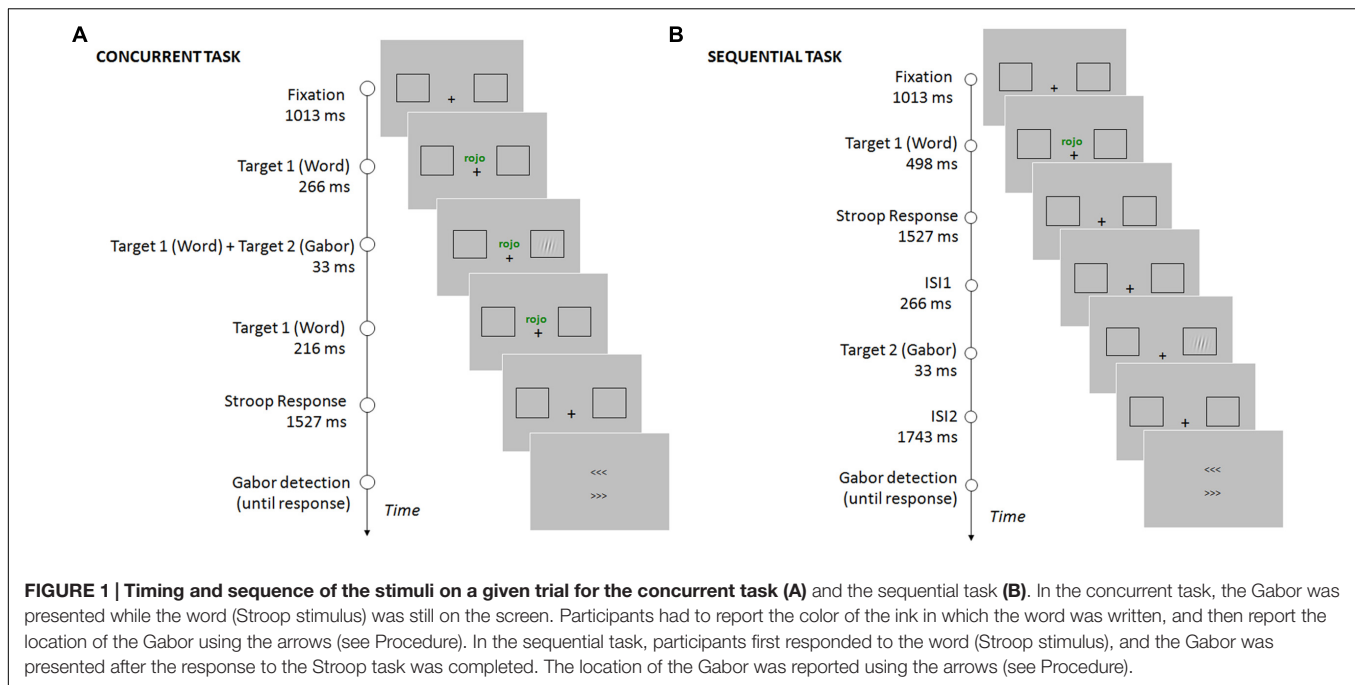 A
CONCURRENT TASK
Fixation
1013 ms
+
Target 1 (Word)
266 ms
rojo
+
Target 1 (Word) + Target 2 (Gabor)
33 ms
rojo
+
Target 1 (Word)
216 ms
rojo
+
Stroop Response
1527 ms
+
Gabor detection
(until response)
<<<
>>>
Time
B
SEQUENTIAL TASK
Fixation
1013 ms
+
Target 1 (Word)
498 ms
rojo
+
Stroop Response
1527 ms
+
ISI1
266 ms
+
Target 2 (Gabor)
33 ms
+
ISI2
1743 ms
+
Gabor detection
(until response)
<<<
>>>
Time
FIGURE 1 | Timing and sequence of the stimuli on a given trial for the concurrent task (A) and the sequential task (B). In the concurrent task, the Gabor was
presented while the word (Stroop stimulus) was still on the screen. Participants had to report the color of the ink in which the word was written, and then report the
location of the Gabor using the arrows (see Procedure). In the sequential task, participants first responded to the word (Stroop stimulus), and the Gabor was
presented after the response to the Stroop task was completed. The location of the Gabor was reported using the arrows (see Procedure).